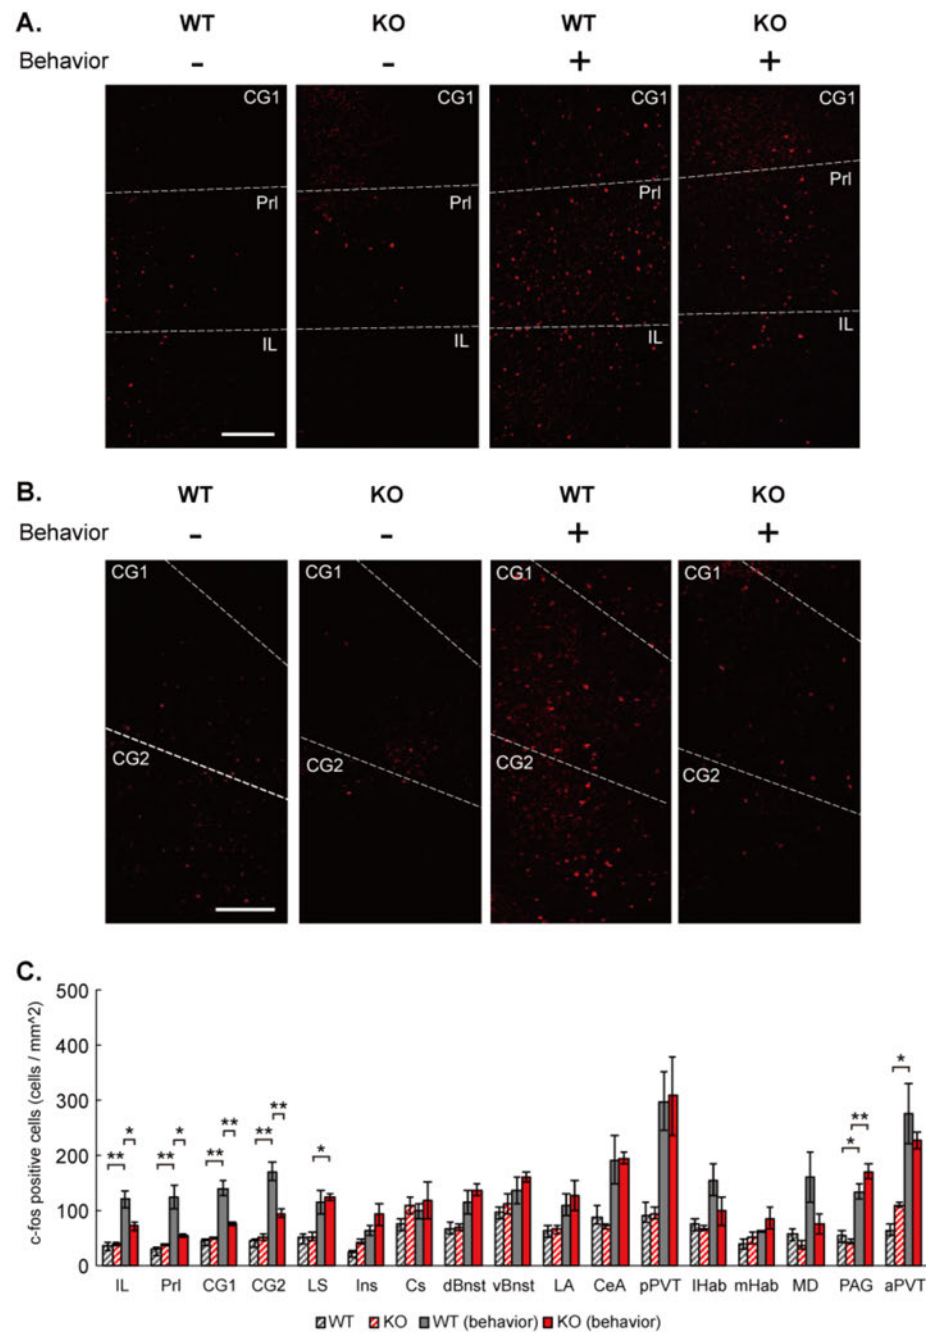 A.
WT KO WT KO
Behavior - - + +
CG1 CG1 CG1 CG1
Prl Prl Prl Prl
IL IL IL IL
B.
WT KO WT KO
Behavior - - + +
CG1 CG1 CG1 CG1
CG2 CG2 CG2 CG2
C.
c-fos positive cells (cells / mm^2)
500
400
300
200
100
0
** * ** * ** ** ** ** * * ** *
IL Prl CG1 CG2 LS Ins Cs dBnst vBnst LA CeA pPVT lHab mHab MD PAG aPVT
WT KO WT (behavior) KO (behavior)